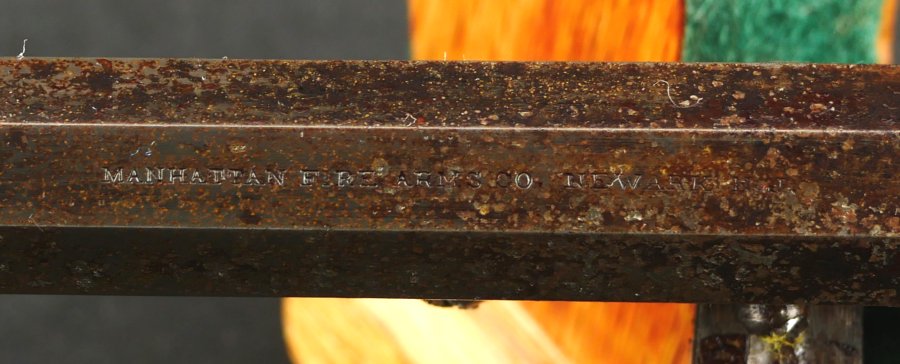 MANHATTAN FIRE ARMS CO. NEWARK N.J.